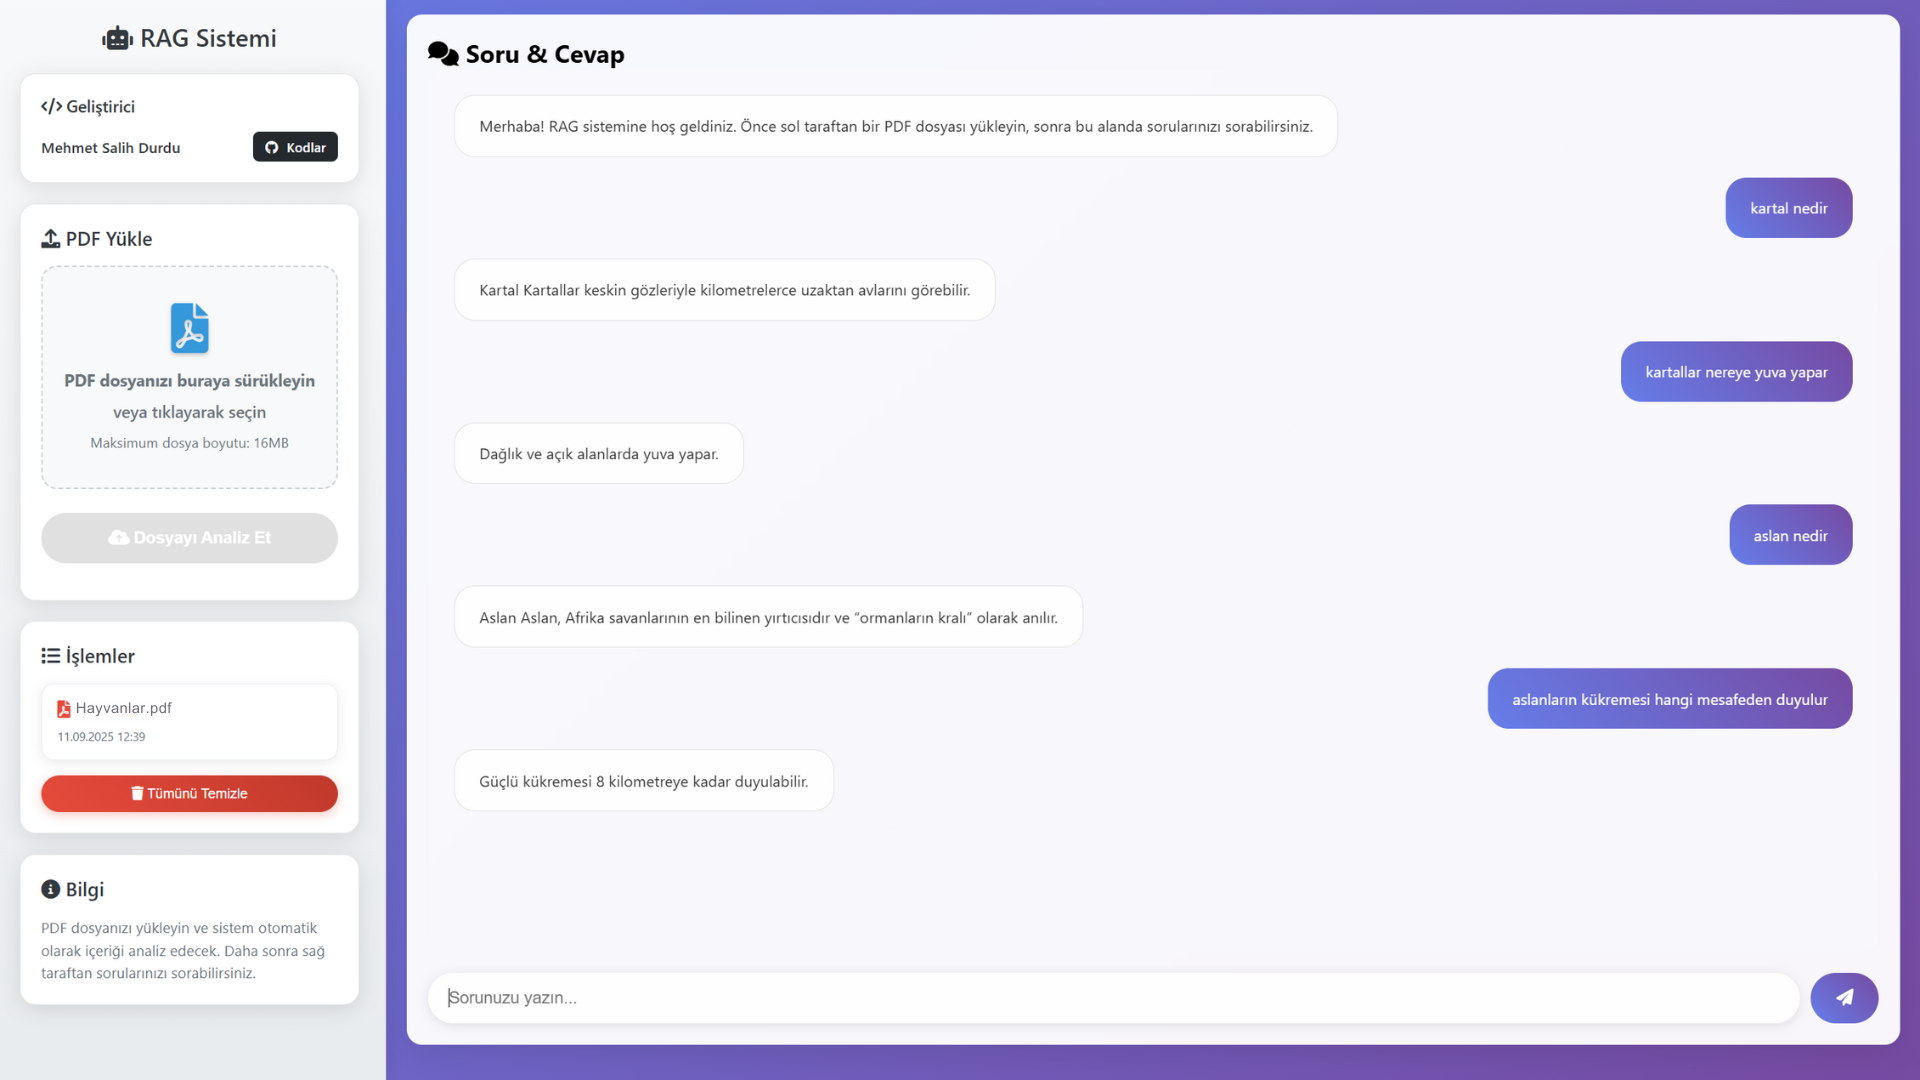 RAG Sistemi
Geliştirici
Mehmet Salih Durdu
Kodlar
PDF Yükle
PDF dosyanızı buraya sürükleyin
veya tıklayarak seçin
Maksimum dosya boyutu: 16MB
Dosyayı Analiz Et
İşlemler
Hayvanlar.pdf
11.09.2025 12:39
Tümünü Temizle
Bilgi
PDF dosyanızı yükleyin ve sistem otomatik
olarak içeriği analiz edecek. Daha sonra sağ
taraftan sorularınızı sorabilirsiniz.
Soru & Cevap
Merhaba! RAG sistemine hoş geldiniz. Önce sol taraftan bir PDF dosyası yükleyin, sonra bu alanda sorularınızı sorabilirsiniz.
kartal nedir
Kartal Kartallar keskin gözleriyle kilometrelerce uzaktan avlarını görebilir.
kartallar nereye yuva yapar
Dağlık ve açık alanlarda yuva yapar.
aslan nedir
Aslan Aslan, Afrika savanlarının en bilinen yırtıcısıdır ve “ormanların kralı” olarak anılır.
aslanların kükremesi hangi mesafeden duyulur
Güçlü kükremesi 8 kilometreye kadar duyulabilir.
Sorunuzu yazın...